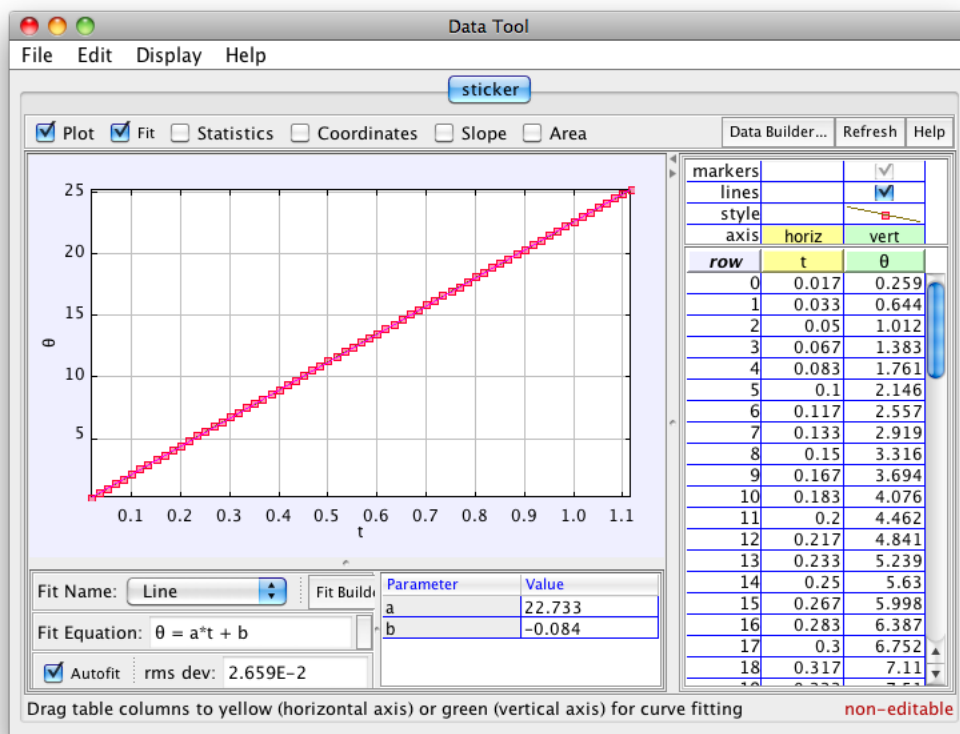 Data Tool
File Edit Display Help
sticker
Plot Fit Statistics Coordinates Slope Area Data Builder... Refresh Help
25
20
15
10
5
θ
0.1 0.2 0.3 0.4 0.5 0.6 0.7 0.8 0.9 1.0 1.1
t
markers
lines
style
axis horiz vert
row t θ
0 0.017 0.259
1 0.033 0.644
2 0.05 1.012
3 0.067 1.383
4 0.083 1.761
5 0.1 2.146
6 0.117 2.557
7 0.133 2.919
8 0.15 3.316
9 0.167 3.694
10 0.183 4.076
11 0.2 4.462
12 0.217 4.841
13 0.233 5.239
14 0.25 5.63
15 0.267 5.998
16 0.283 6.387
17 0.3 6.752
18 0.317 7.11
Fit Name: Line Fit Builde
Fit Equation: θ = a*t + b
Autofit rms dev: 2.659E-2
Parameter Value
a 22.733
b -0.084
Drag table columns to yellow (horizontal axis) or green (vertical axis) for curve fitting non-editable